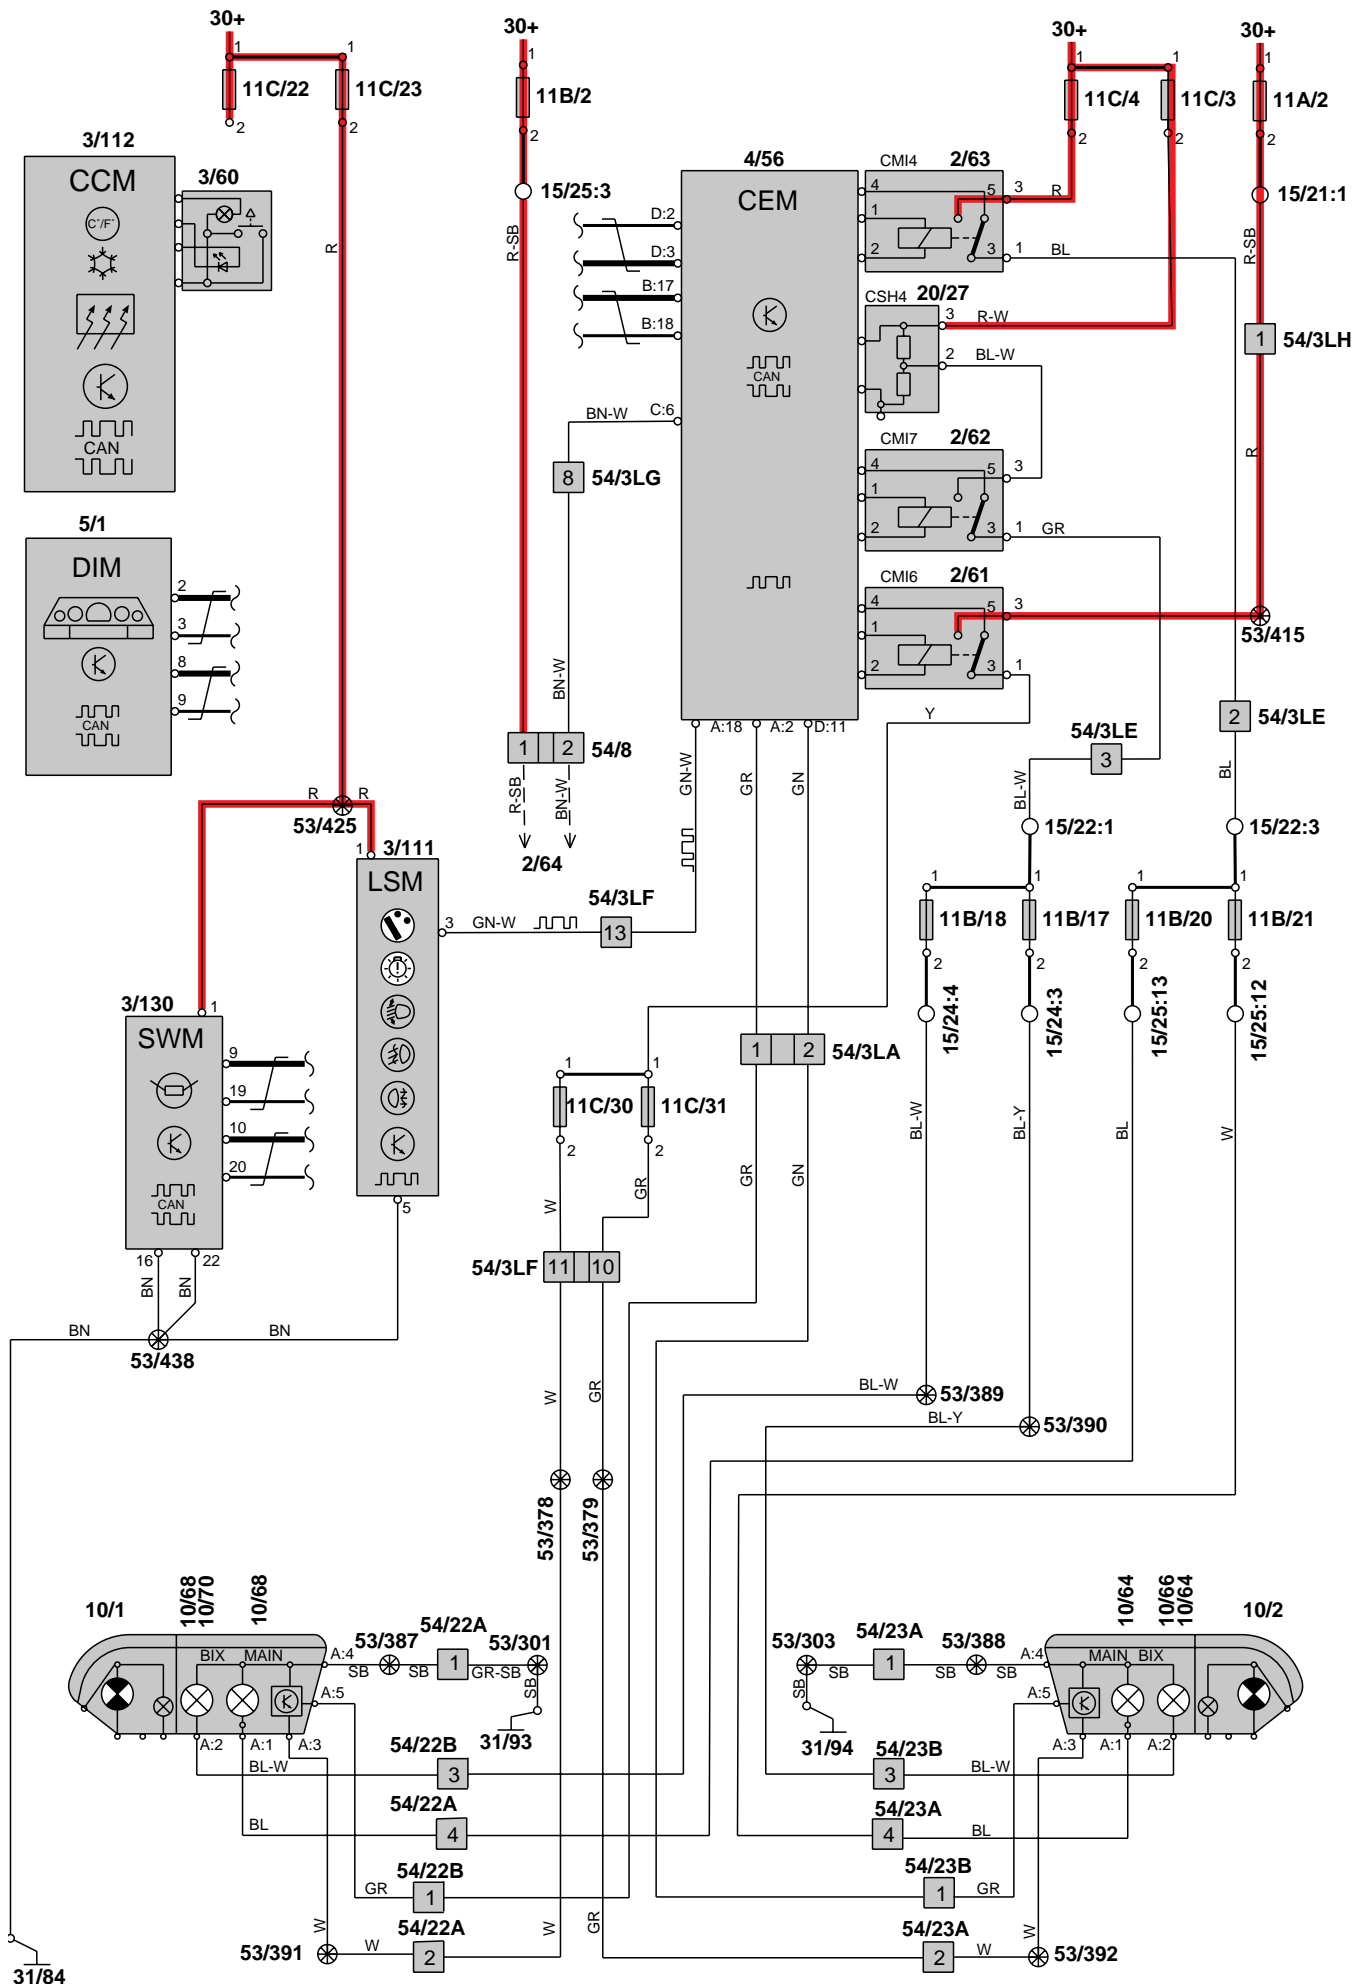 30+ 30+ 30+ 30+
1 1 1 1 1 1
11C/22 11C/23 11B/2 11C/4 11C/3 11A/2
2 2 2 2 2 2
3/112 3/60 4/56 CMI4 2/63
CCM CEM
C°/F° 15/25:3 15/21:1
4 5 3 R
D:2 1
D:3 2 3 1 BL
R R-SB R-SB
B:17 CSH4 20/27
B:18 3 R-W
2 BL-W
1 54/3LH
CAN
BN-W C:6
CAN
8 54/3LG
CMI7 2/62
4 5 3
1
2 3 1 GR
R
5/1
DIM
2
3
8
9
CAN
CMI6 2/61
4 5 3
1
2 3 1
53/415
BN-W
Y
A:18 A:2 D:11
2 54/3LE
54/3LE
3
1 2 54/8
GN-W GR GN BL-W BL
R R
53/425
R-SB BN-W
2/64
15/22:1 15/22:3
1 3/111
LSM
1 1 1 1
54/3LF
3 GN-W 13
11B/18 11B/17 11B/20 11B/21
2 2 2 2
15/24:4 15/24:3 15/25:13 15/25:12
3/130 1
SWM
9
19
10
20
CAN
1 2 54/3LA
1 1
11C/30 11C/31
2 2
BL-W BL-Y BL W
W GR GR GN
5
16 22
BN BN
54/3LF 11 10
BN BN
53/438
W GR
BL-W 53/389
BL-Y 53/390
53/378 53/379
10/1 10/68 10/70 10/68
54/22A
53/387 53/301
BIX MAIN A:4 SB SB 1 GR-SB
SB
A:5
31/93
A:2 A:1 A:3
BL-W
54/22B
3
54/22A
BL 4
54/22B
GR 1
54/22A
W
53/391 W 2
W GR
31/84
10/64 10/66 10/64 10/2
54/23A
53/303 53/388
SB 1 SB SB A:4 MAIN BIX
SB
A:5
31/94
A:3 A:1 A:2
54/23B
3 BL-W
54/23A
4 BL
54/23B
1 GR
54/23A
W
2 W 53/392